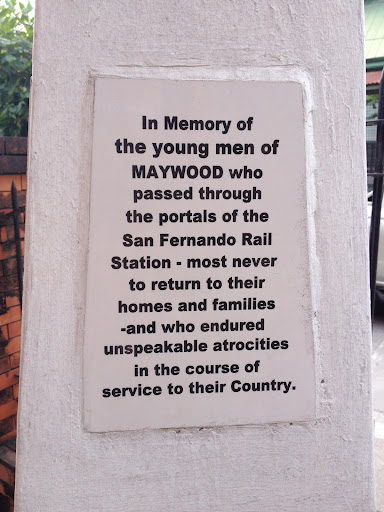 In Memory of
the young men of
MAYWOOD who
passed through
the portals of the
San Fernando Rail
Station - most never
to return to their
homes and families
-and who endured
unspeakable atrocities
in the course of
service to their Country.